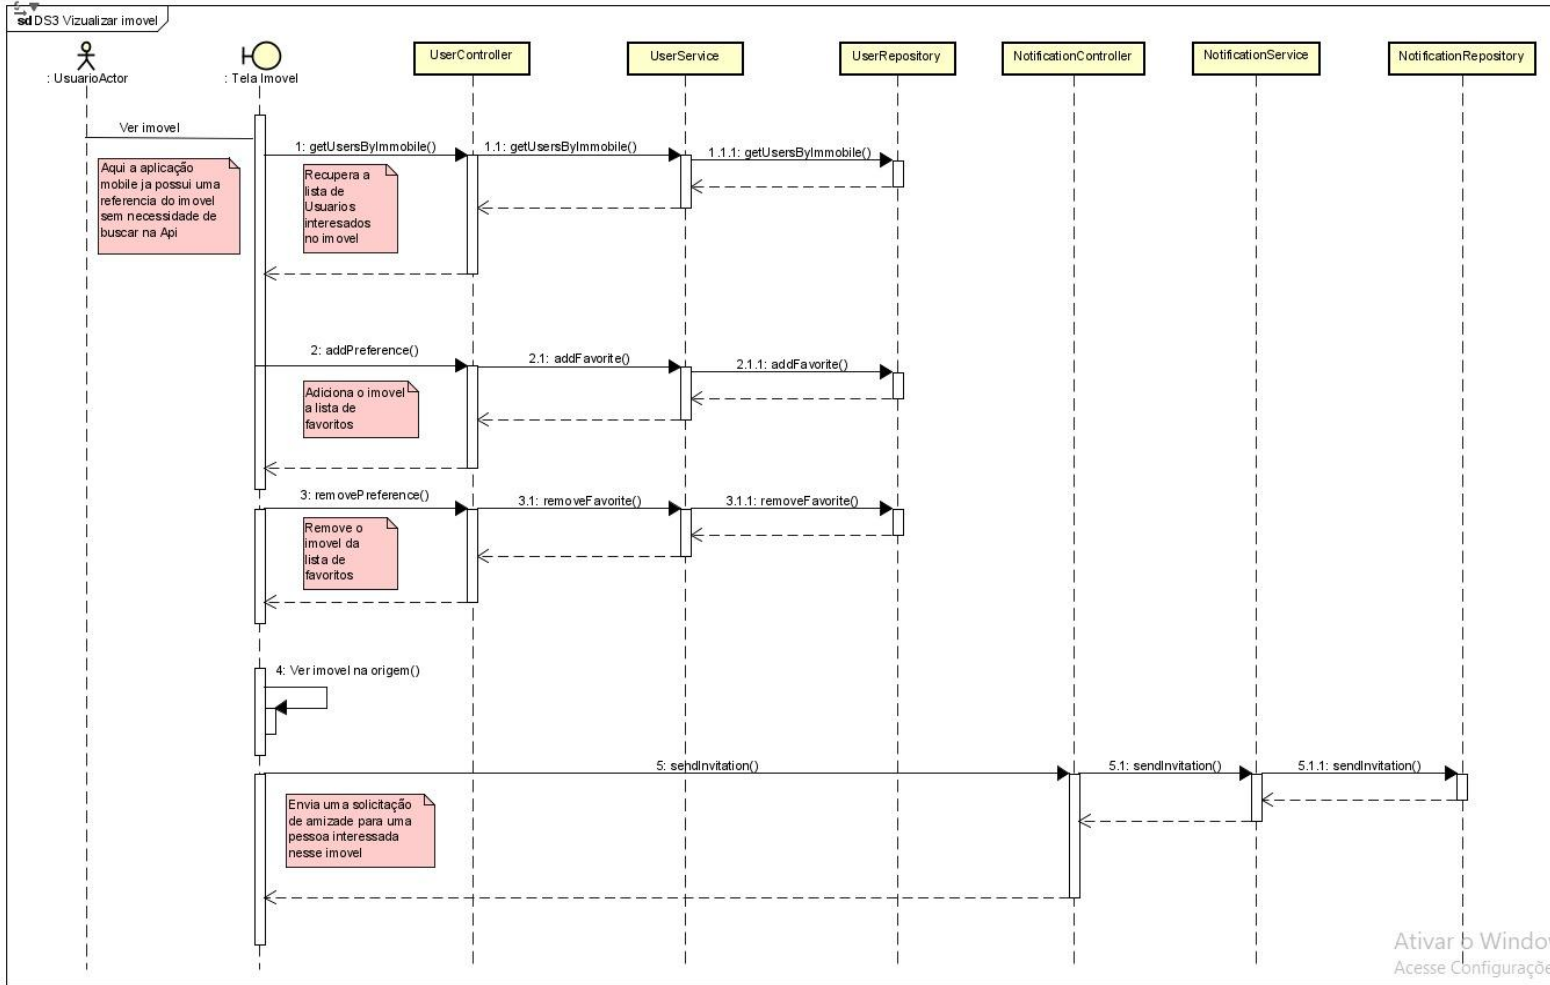 sd DS3 Vizualizar imovel
: UsuarioActor
: Tela Imovel
UserController
UserService
UserRepository
NotificationController
NotificationService
NotificationRepository
Ver imovel
Aqui a aplicação
mobile ja possui uma
referencia do imovel
sem necessidade de
buscar na Api
1: getUsersByImmobile()
1.1: getUsersByImmobile()
1.1.1: getUsersByImmobile()
Recupera a
lista de
Usuarios
interesados
no imovel
2: addPreference()
2.1: addFavorite()
2.1.1: addFavorite()
Adiciona o imovel
a lista de
favoritos
3: removePreference()
3.1: removeFavorite()
3.1.1: removeFavorite()
Remove o
imovel da
lista de
favoritos
4: Ver imovel na origem()
5: sendInvitation()
5.1: sendInvitation()
5.1.1: sendInvitation()
Envia uma solicitação
de amizade para uma
pessoa interessada
nesse imovel
Ativar o Windo
Acesse Configuraçõe